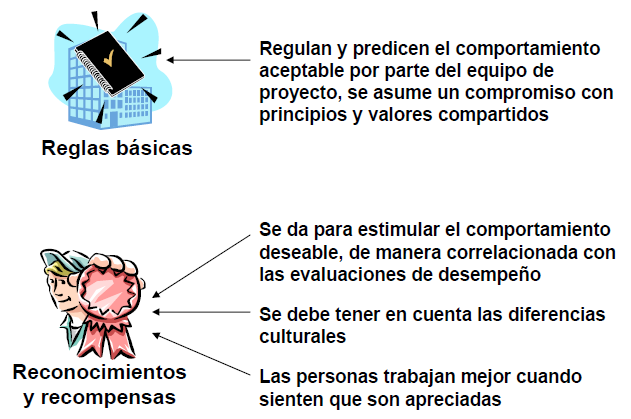 Regulan y predicen el comportamiento
aceptable por parte del equipo de
proyecto, se asume un compromiso con
principios y valores compartidos
Reglas básicas
Se da para estimular el comportamiento
deseable, de manera correlacionada con
las evaluaciones de desempeño
Se debe tener en cuenta las diferencias
culturales
Las personas trabajan mejor cuando
sienten que son apreciadas
Reconocimientos
y recompensas